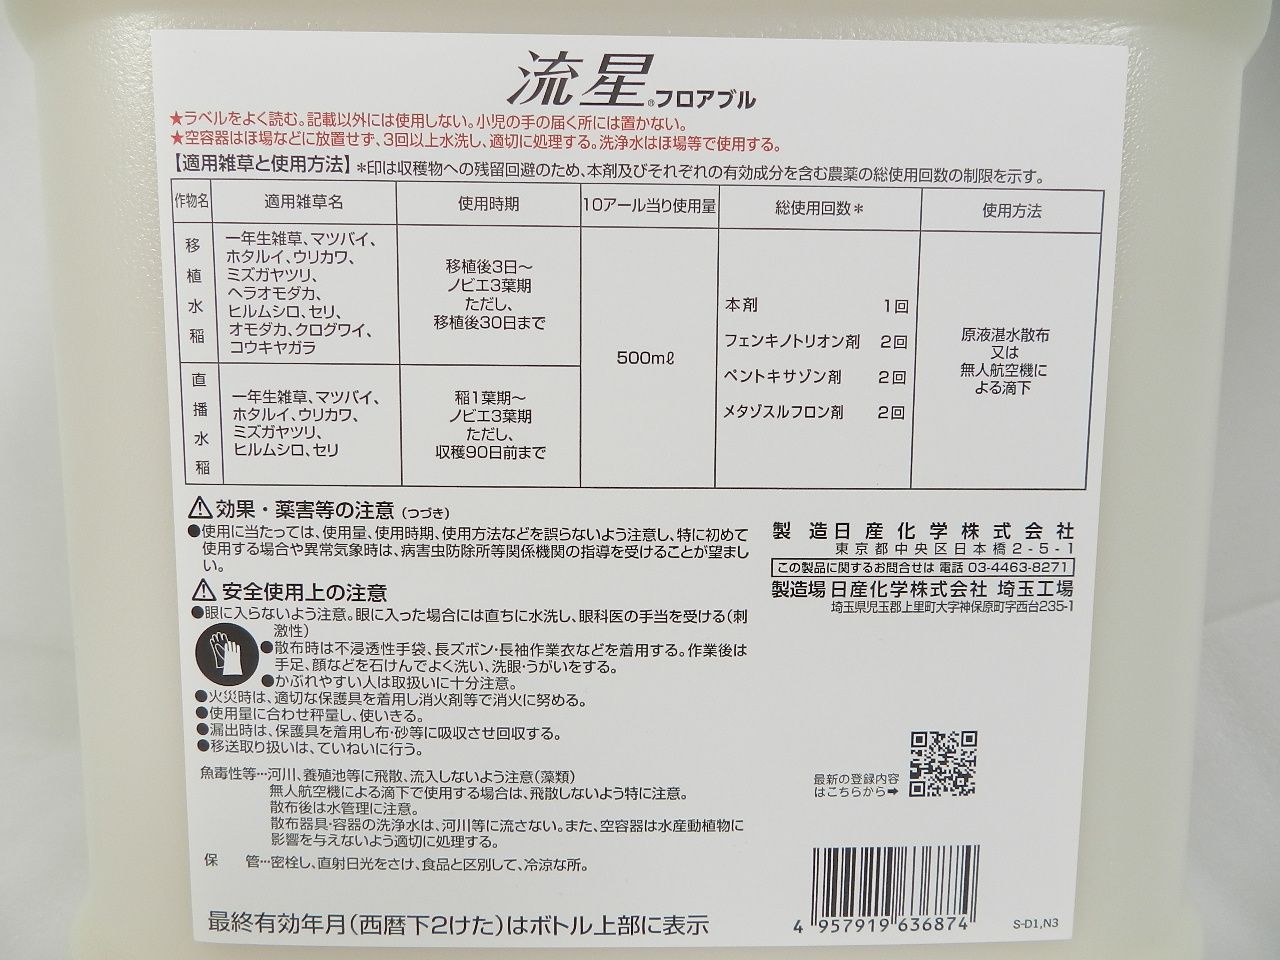 流星®フロアブル
★ラベルをよく読む。記載以外には使用しない。小児の手の届く所には置かない。
★空容器はほ場などに放置せず、3回以上水洗し、適切に処理する。洗浄水はほ場等で使用する。
【適用雑草と使用方法】＊印は収穫物への残留回避のため、本剤及びそれぞれの有効成分を含む農薬の総使用回数の制限を示す。
作物名 適用雑草名 使用時期 10アール当り使用量 総使用回数＊ 使用方法
移植水稲
一年生雑草、マツバイ、
ホタルイ、ウリカワ、
ミズガヤツリ、
ヘラオモダカ、
ヒルムシロ、セリ、
オモダカ、クログワイ、
コウキヤガラ
移植後3日〜
ノビエ3葉期
ただし、
移植後30日まで
直播水稲
一年生雑草、マツバイ、
ホタルイ、ウリカワ、
ミズガヤツリ、
ヒルムシロ、セリ
稲1葉期〜
ノビエ3葉期
ただし、
収穫90日前まで
500mℓ
本剤 1回
フェンキノトリオン剤 2回
ペントキサゾン剤 2回
メタゾスルフロン剤 2回
原液湛水散布
又は
無人航空機に
よる滴下
⚠効果・薬害等の注意（つづき）
●使用に当たっては、使用量、使用時期、使用方法などを誤らないよう注意し、特に初めて
使用する場合や異常気象時は、病害虫防除所等関係機関の指導を受けることが望まし
い。
⚠安全使用上の注意
●眼に入らないよう注意。眼に入った場合には直ちに水洗し、眼科医の手当を受ける（刺
激性）
●散布時は不浸透性手袋、長ズボン・長袖作業衣などを着用する。作業後は
手足、顔などを石けんでよく洗い、洗眼・うがいをする。
●かぶれやすい人は取扱いに十分注意。
●火災時は、適切な保護具を着用し消火剤等で消火に努める。
●使用量に合わせ秤量し、使いきる。
●漏出時は、保護具を着用し布・砂等に吸収させ回収する。
●移送取り扱いは、ていねいに行う。
魚毒性等…河川、養殖池等に飛散、流入しないよう注意（藻類）
無人航空機による滴下で使用する場合は、飛散しないよう特に注意。
散布後は水管理に注意。
散布器具・容器の洗浄水は、河川等に流さない。また、空容器は水産動植物に
影響を与えないよう適切に処理する。
保　管…密栓し、直射日光をさけ、食品と区別して、冷涼な所。
最終有効年月（西暦下2けた）はボトル上部に表示
製造 日産化学株式会社
東京都中央区日本橋2-5-1
この製品に関するお問合せは 電話 03-4463-8271
製造場 日産化学株式会社 埼玉工場
埼玉県児玉郡上里町大字神保原町字西台235-1
最新の登録内容
はこちらから➡
4 957919 636874
S-D1,N3